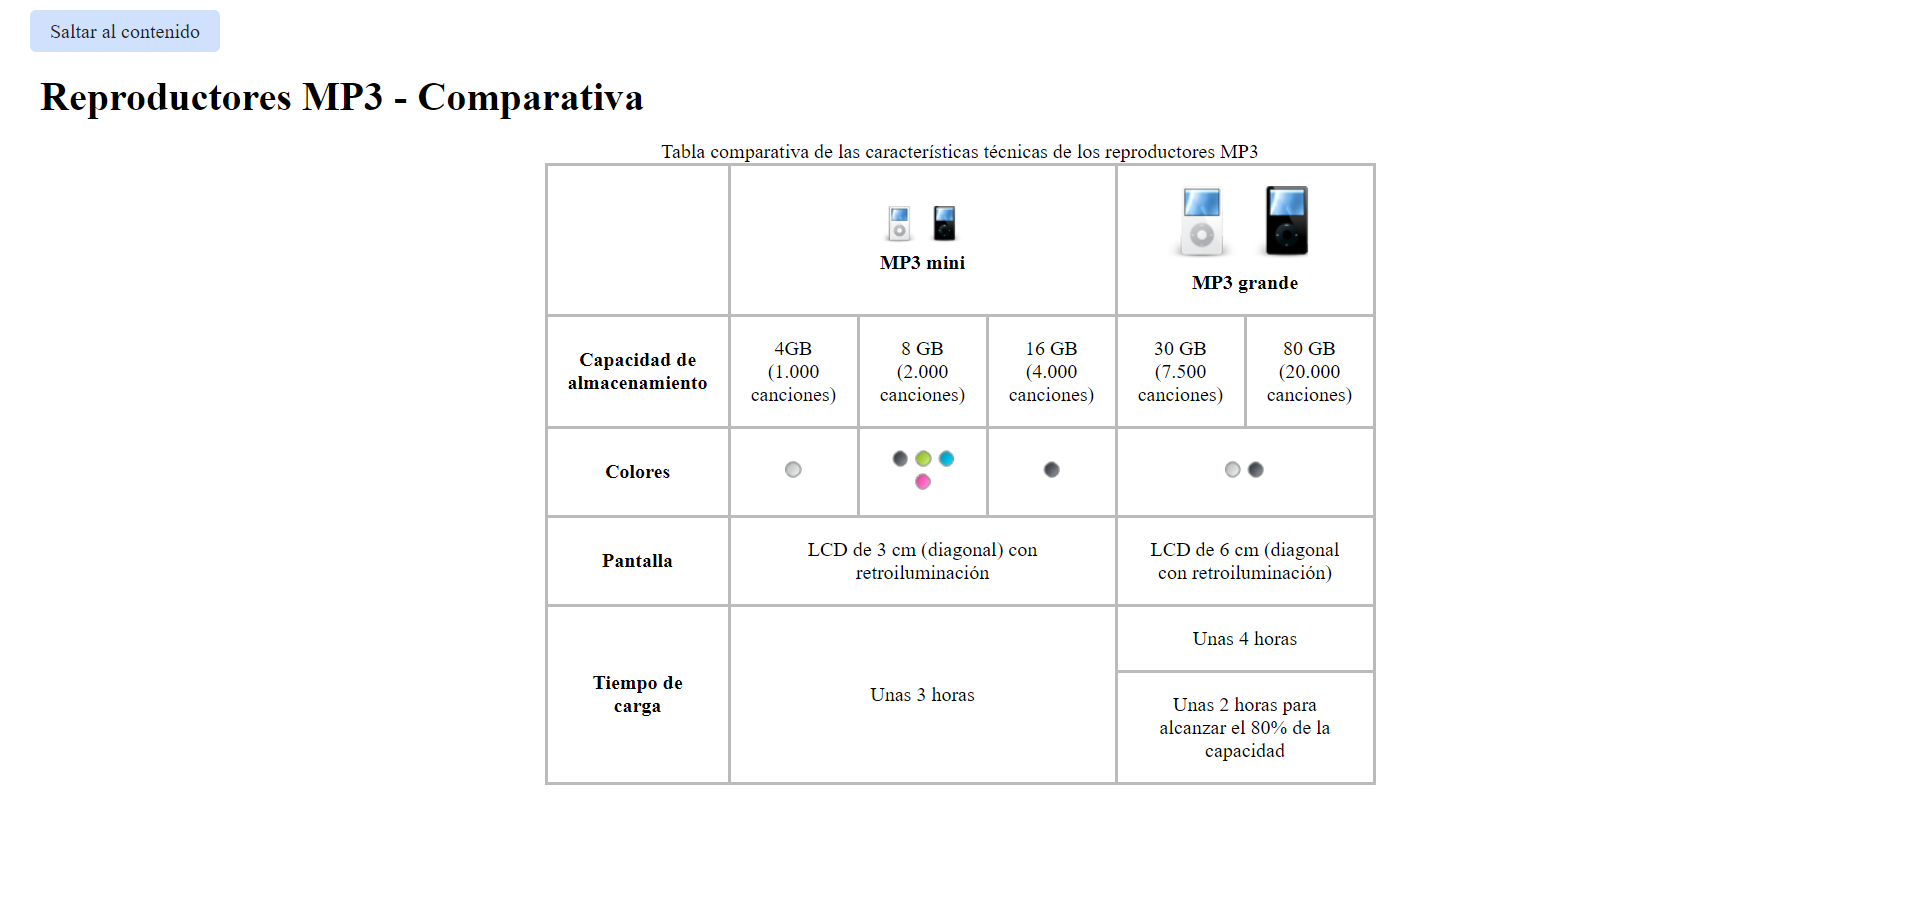 Saltar al contenido
Reproductores MP3 - Comparativa
Tabla comparativa de las características técnicas de los reproductores MP3
MP3 mini
MP3 grande
Capacidad de
almacenamiento
4GB
(1.000
canciones)
8 GB
(2.000
canciones)
16 GB
(4.000
canciones)
30 GB
(7.500
canciones)
80 GB
(20.000
canciones)
Colores
Pantalla
LCD de 3 cm (diagonal) con
retroiluminación
LCD de 6 cm (diagonal
con retroiluminación)
Tiempo de
carga
Unas 3 horas
Unas 4 horas
Unas 2 horas para
alcanzar el 80% de la
capacidad